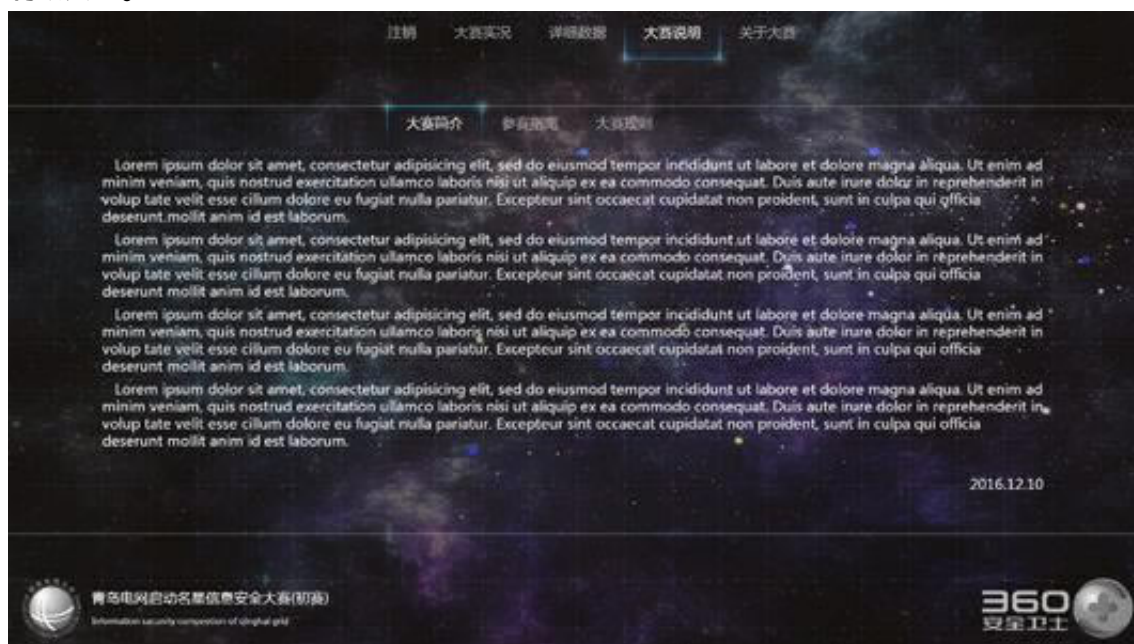 注销 大赛实况 详细数据 大赛说明 关于大赛
大赛简介 参赛指南 大赛规则
Lorem ipsum dolor sit amet, consectetur adipisicing elit, sed do eiusmod tempor incididunt ut labore et dolore magna aliqua. Ut enim ad
minim veniam, quis nostrud exercitation ullamco laboris nisi ut aliquip ex ea commodo consequat. Duis aute irure dolor in reprehenderit in
volup tate velit esse cillum dolore eu fugiat nulla pariatur. Excepteur sint occaecat cupidatat non proident, sunt in culpa qui officia
deserunt mollit anim id est laborum.
Lorem ipsum dolor sit amet, consectetur adipisicing elit, sed do eiusmod tempor incididunt ut labore et dolore magna aliqua. Ut enim ad
minim veniam, quis nostrud exercitation ullamco laboris nisi ut aliquip ex ea commodo consequat. Duis aute irure dolor in reprehenderit in
volup tate velit esse cillum dolore eu fugiat nulla pariatur. Excepteur sint occaecat cupidatat non proident, sunt in culpa qui officia
deserunt mollit anim id est laborum.
Lorem ipsum dolor sit amet, consectetur adipisicing elit, sed do eiusmod tempor incididunt ut labore et dolore magna aliqua. Ut enim ad
minim veniam, quis nostrud exercitation ullamco laboris nisi ut aliquip ex ea commodo consequat. Duis aute irure dolor in reprehenderit in
volup tate velit esse cillum dolore eu fugiat nulla pariatur. Excepteur sint occaecat cupidatat non proident, sunt in culpa qui officia
deserunt mollit anim id est laborum.
Lorem ipsum dolor sit amet, consectetur adipisicing elit, sed do eiusmod tempor incididunt ut labore et dolore magna aliqua. Ut enim ad
minim veniam, quis nostrud exercitation ullamco laboris nisi ut aliquip ex ea commodo consequat. Duis aute irure dolor in reprehenderit in
volup tate velit esse cillum dolore eu fugiat nulla pariatur. Excepteur sint occaecat cupidatat non proident, sunt in culpa qui officia
deserunt mollit anim id est laborum.
2016.12.10
青岛电网启动名星信息安全大赛(初赛)
360
安全卫士